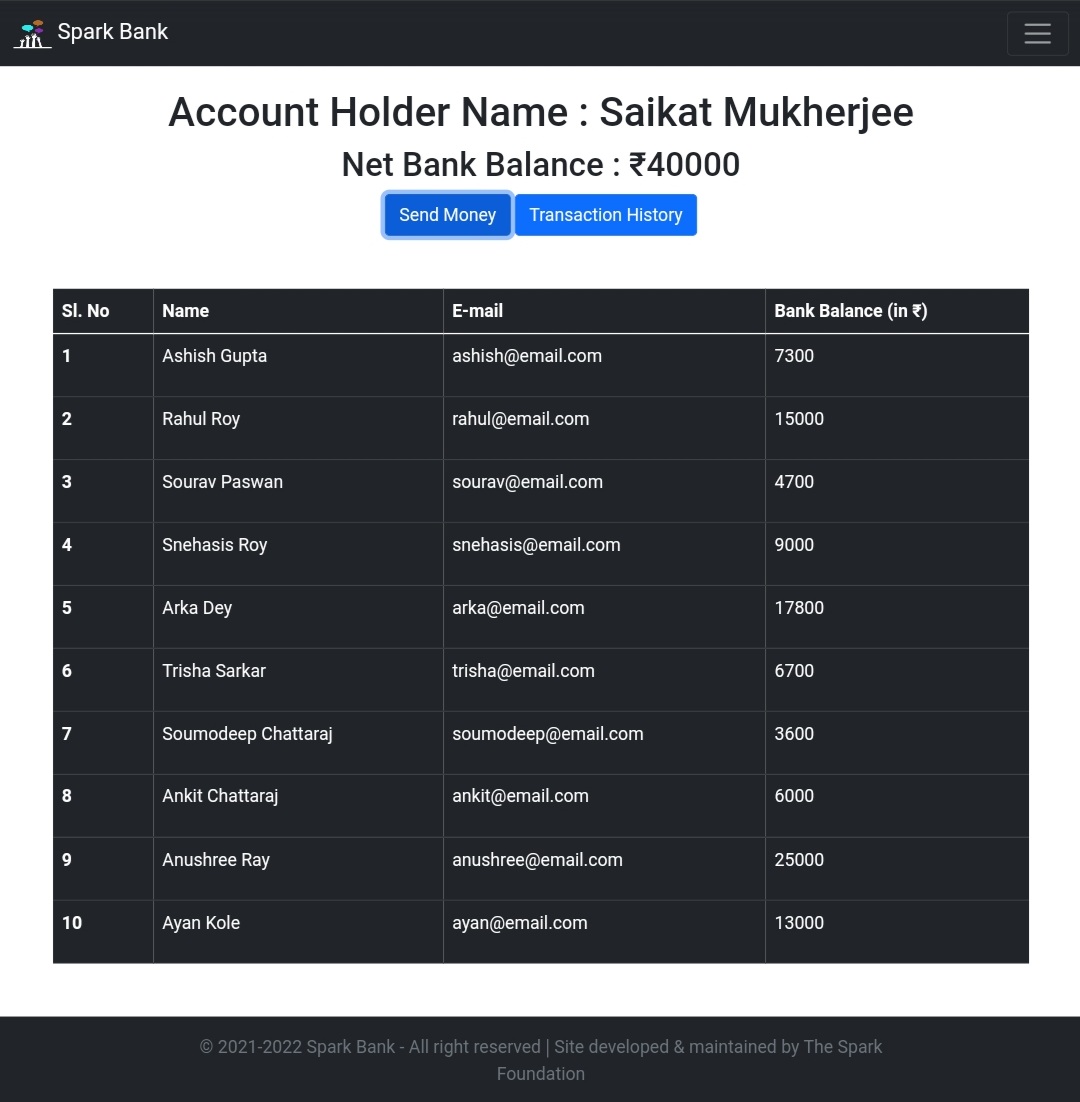 Spark Bank
Account Holder Name : Saikat Mukherjee
Net Bank Balance : ₹40000
Send Money Transaction History
Sl. No Name E-mail Bank Balance (in ₹)
1 Ashish Gupta ashish@email.com 7300
2 Rahul Roy rahul@email.com 15000
3 Sourav Paswan sourav@email.com 4700
4 Snehasis Roy snehasis@email.com 9000
5 Arka Dey arka@email.com 17800
6 Trisha Sarkar trisha@email.com 6700
7 Soumodeep Chattaraj soumodeep@email.com 3600
8 Ankit Chattaraj ankit@email.com 6000
9 Anushree Ray anushree@email.com 25000
10 Ayan Kole ayan@email.com 13000
© 2021-2022 Spark Bank - All right reserved | Site developed & maintained by The Spark
Foundation